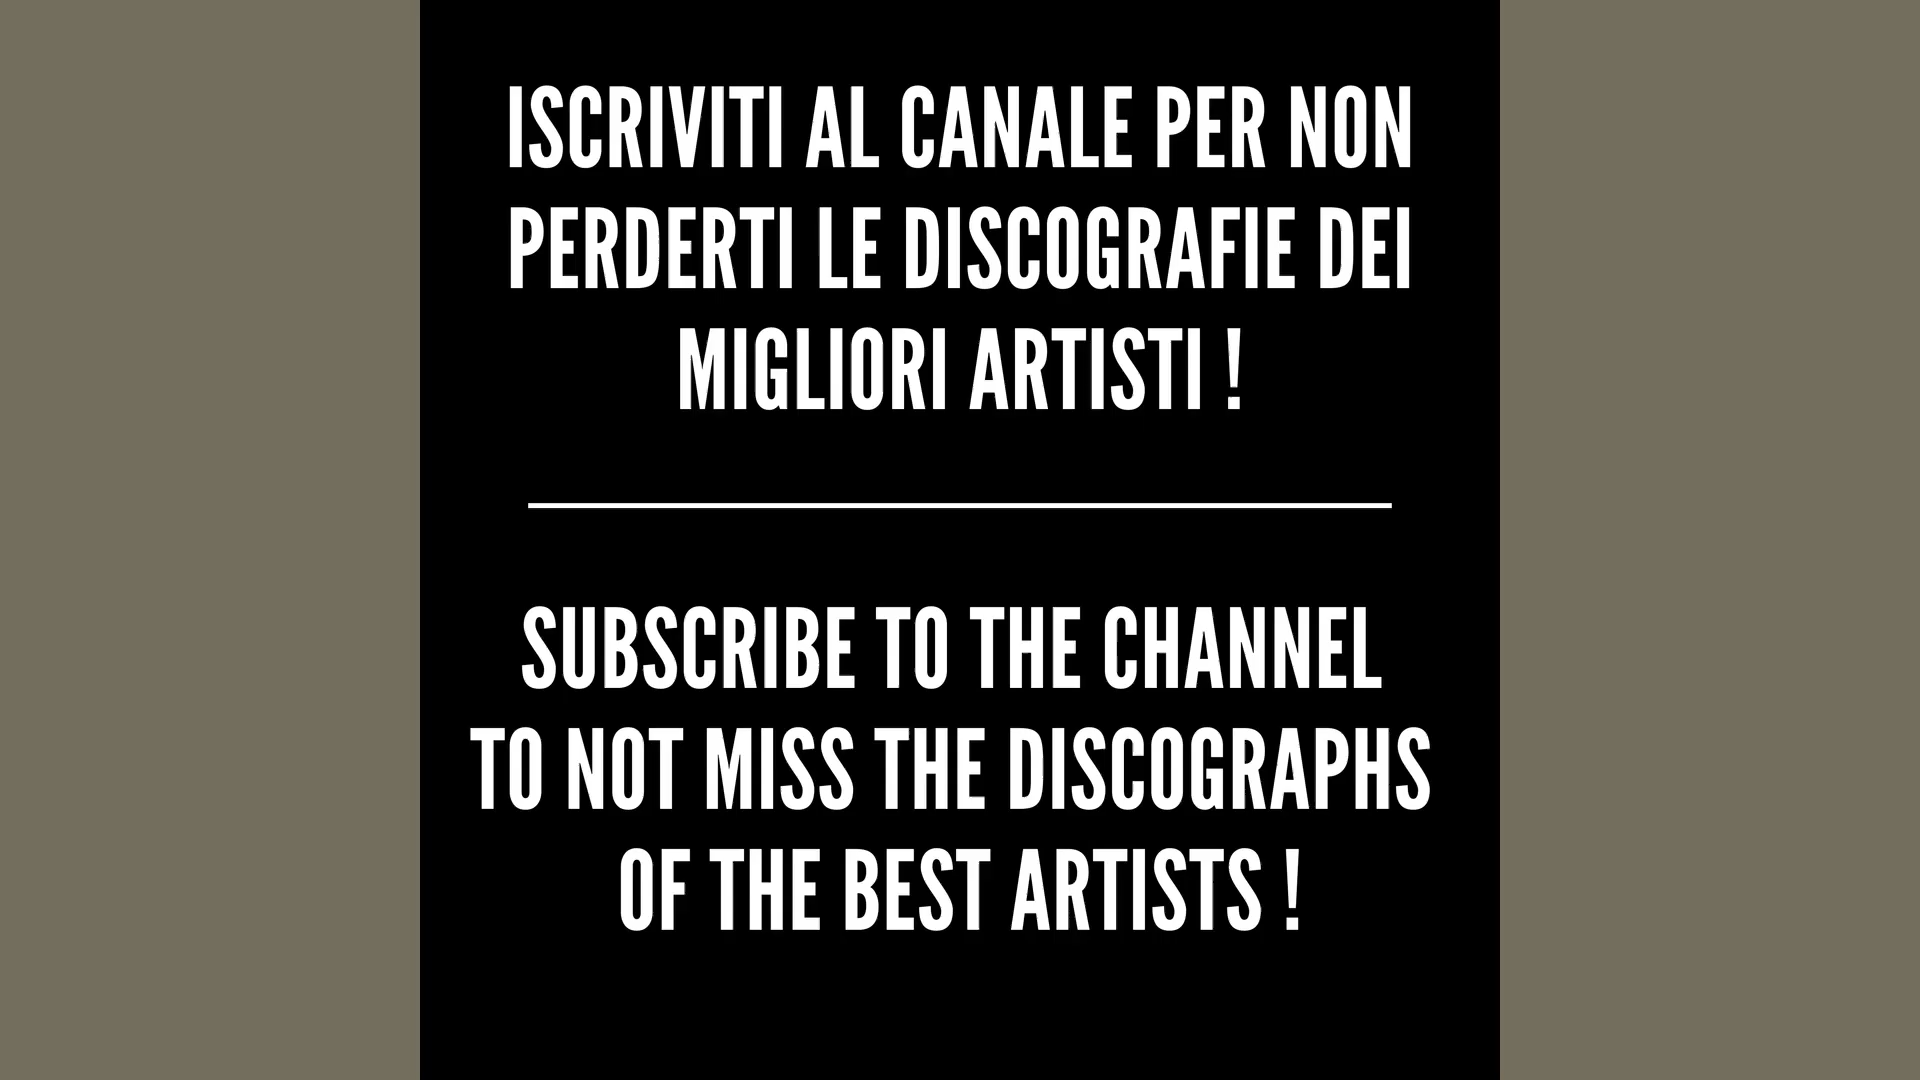 ISCRIVITI AL CANALE PER NON
PERDERTI LE DISCOGRAFIE DEI
MIGLIORI ARTISTI !
SUBSCRIBE TO THE CHANNEL
TO NOT MISS THE DISCOGRAPHS
OF THE BEST ARTISTS !